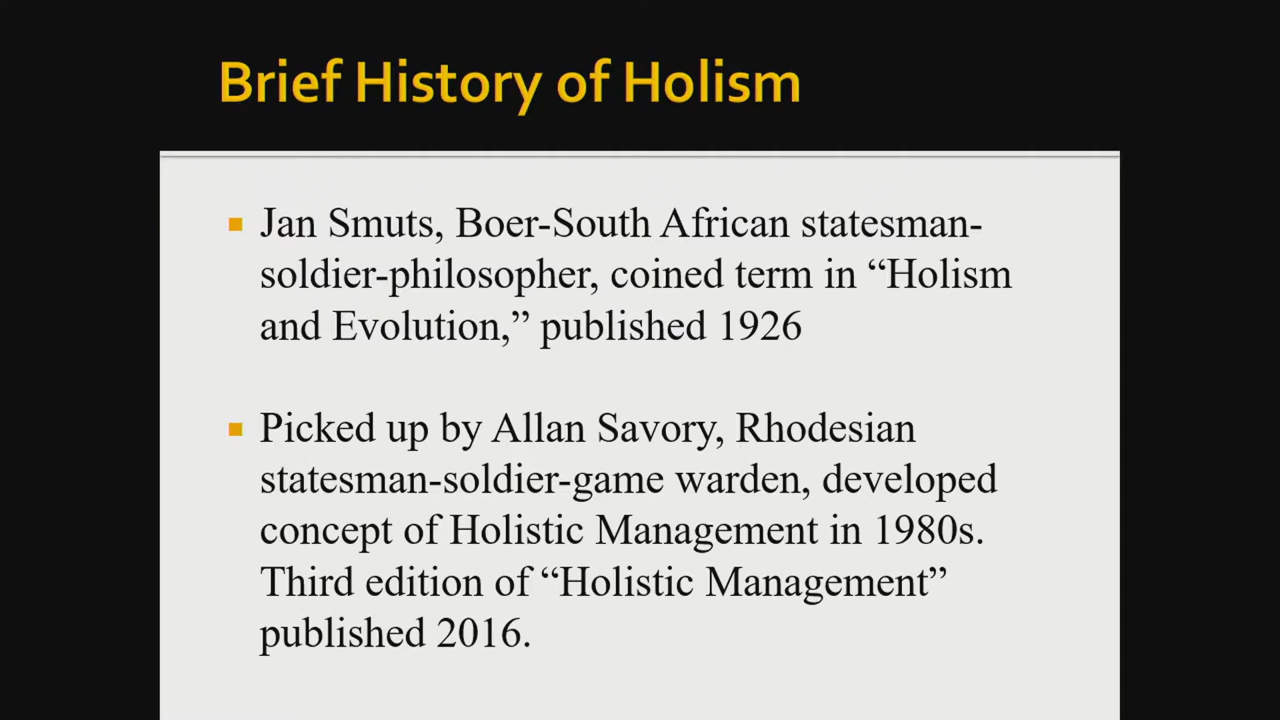 Brief History of Holism
Jan Smuts, Boer-South African statesman-
soldier-philosopher, coined term in “Holism
and Evolution,” published 1926
Picked up by Allan Savory, Rhodesian
statesman-soldier-game warden, developed
concept of Holistic Management in 1980s.
Third edition of “Holistic Management”
published 2016.